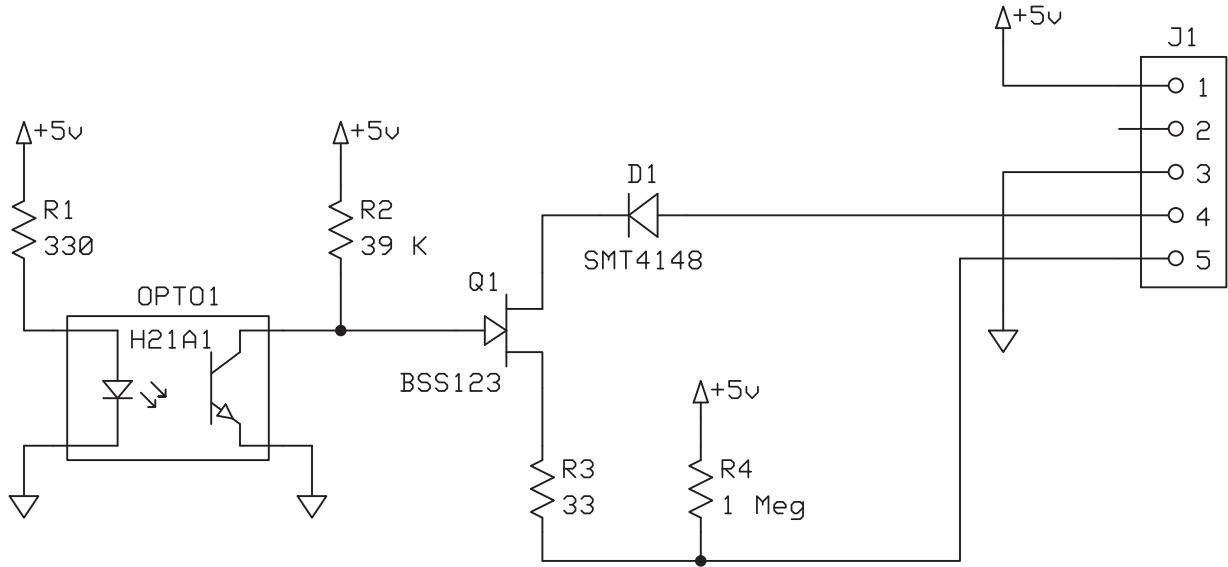 +5v
J1
1
2
3
4
5
+5v
R1
330
+5v
R2
39 K
D1
SMT4148
Q1
BSS123
OPTO1
H21A1
+5v
R3
33
R4
1 Meg